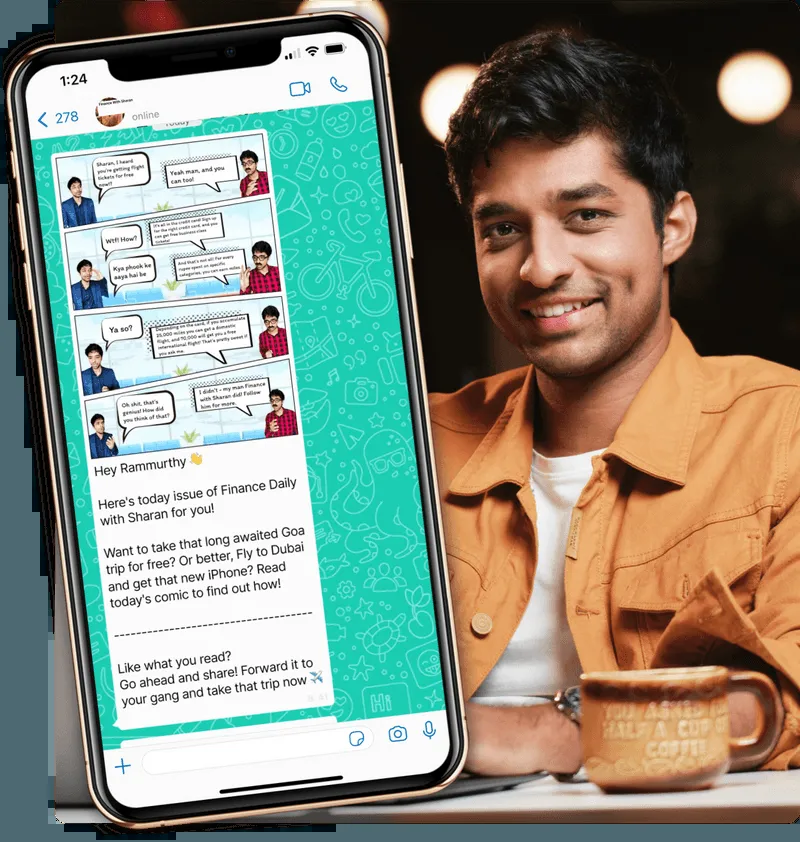 1:24
278
Finance With Sharan
online
Today
Sharan, I heard
you're getting flight
tickets for free
now!?
Yeah man, and you
can too!
Wtf! How?
It's all in the credit card! Sign up
for the right credit card, and you
can get free business class
tickets!
Kya phook ke
aaya hai be
And that's not all! For every
rupee spent on specific
categories, you can earn miles
Ya so?
Depending on the card, if you accumulate
25,000 miles you can get a domestic
flight, and 70,000 will get you a free
international flight! That's pretty sweet if
you ask me.
Oh shit, that's
genius! How did
you think of that?
I didn't - my man Finance
with Sharan did! Follow
him for more.
Hey Rammurthy 👋
Here's today issue of Finance Daily
with Sharan for you!
Want to take that long awaited Goa
trip for free? Or better, Fly to Dubai
and get that new iPhone? Read
today's comic to find out how!
--------------------------------------
Like what you read?
Go ahead and share! Forward it to
your gang and take that trip now ✈️
Hi
YOU ASKED FOR
HALF A CUP OF
COFFEE